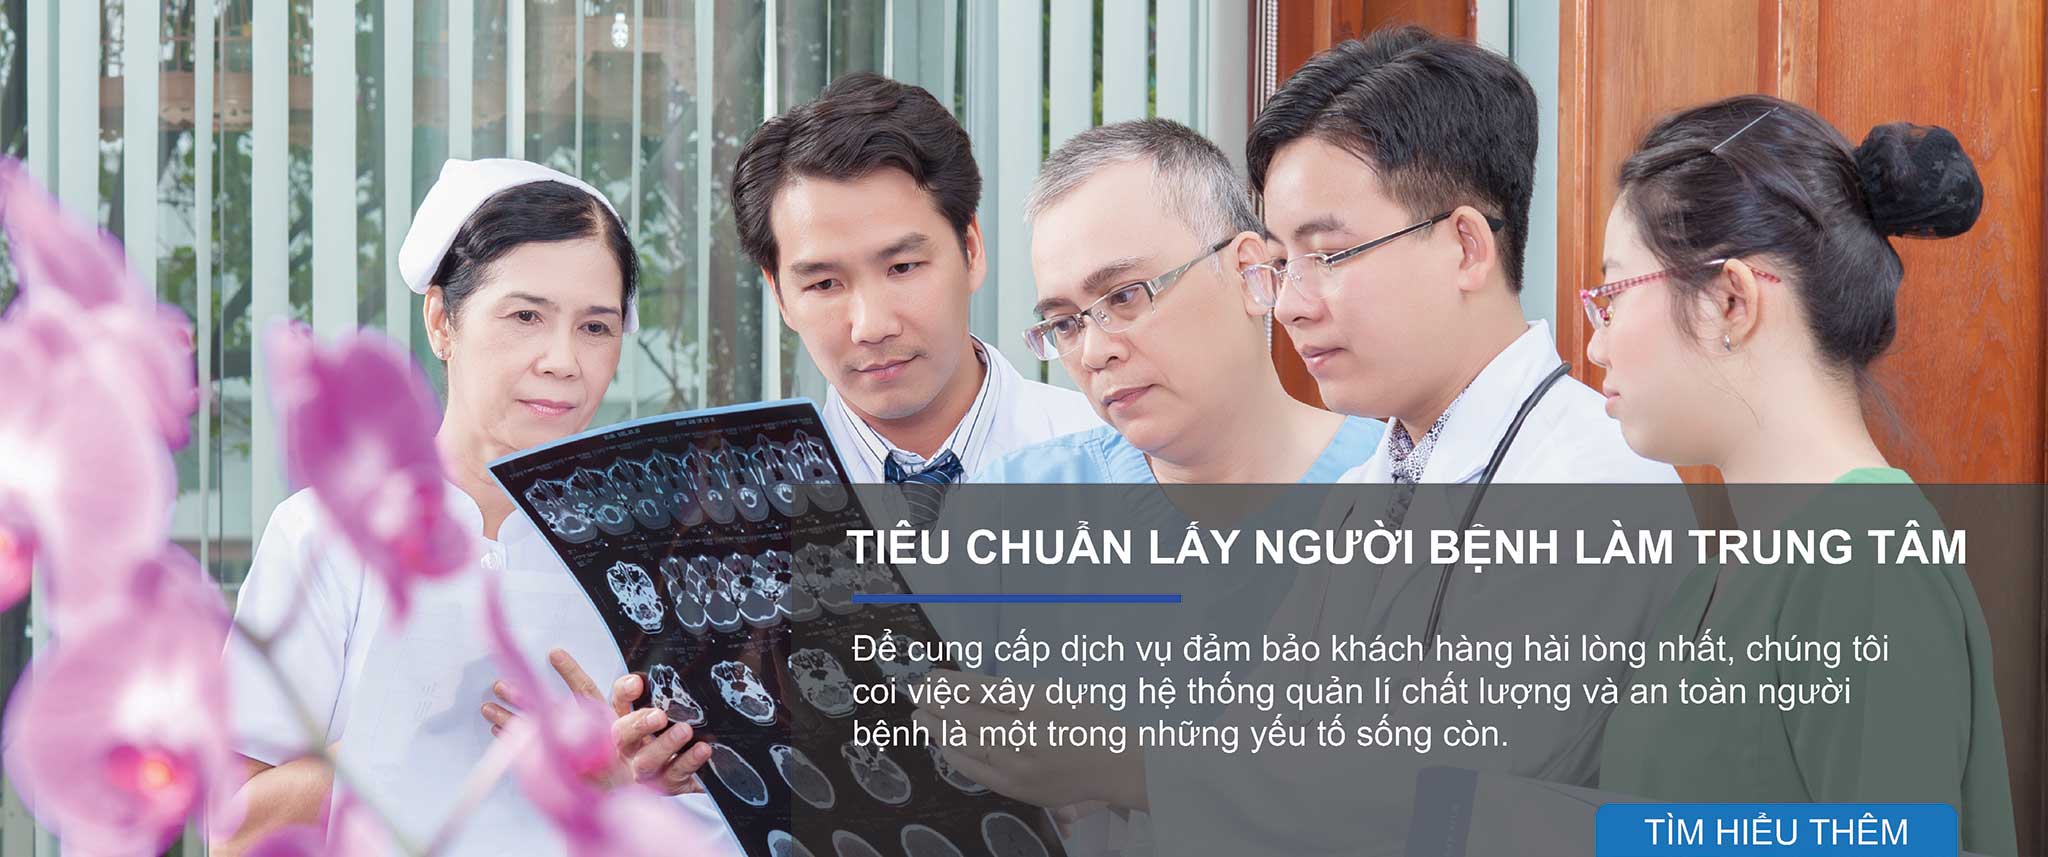 TIÊU CHUẨN LẤY NGƯỜI BỆNH LÀM TRUNG TÂM
Để cung cấp dịch vụ đảm bảo khách hàng hài lòng nhất, chúng tôi
coi việc xây dựng hệ thống quản lí chất lượng và an toàn người
bệnh là một trong những yếu tố sống còn.
TÌM HIỂU THÊM